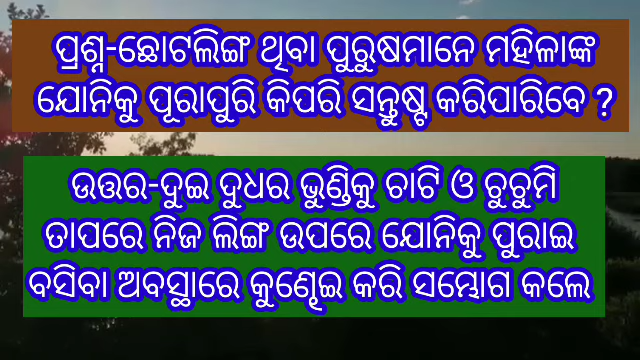 ପ୍ରଶ୍ନ-ଛୋଟଲିଙ୍ଗ ଥିବା ପୁରୁଷମାନେ ମହିଳାଙ୍କ
ଯୋନିକୁ ପୂରାପୁରି କିପରି ସନ୍ତୁଷ୍ଟ କରିପାରିବେ ?
ଉତ୍ତର-ଦୁଇ ଦୁଧର ଭୁଣ୍ଡିକୁ ଚାଟି ଓ ଚୁଚୁମି
ତାପରେ ନିଜ ଲିଙ୍ଗ ଉପରେ ଯୋନିକୁ ପୁରାଇ
ବସିବା ଅବସ୍ଥାରେ କୁଣ୍ଢେଇ କରି ସମ୍ଭୋଗ କଲେ